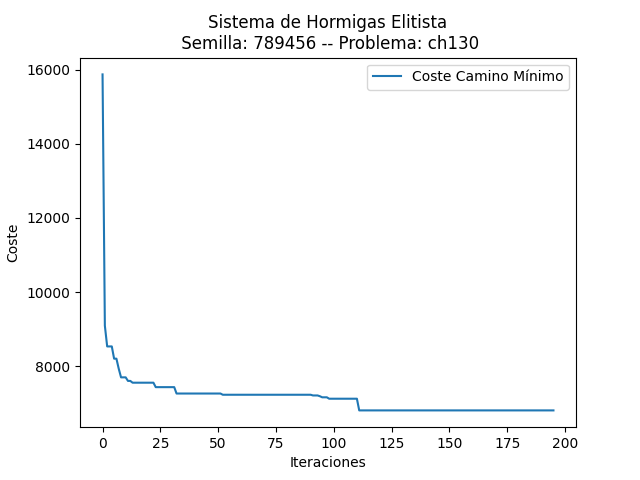 Sistema de Hormigas Elitista
Semilla: 789456 -- Problema: ch130
Coste Camino Mínimo
16000
14000
12000
10000
8000
Coste
0 25 50 75 100 125 150 175 200
Iteraciones